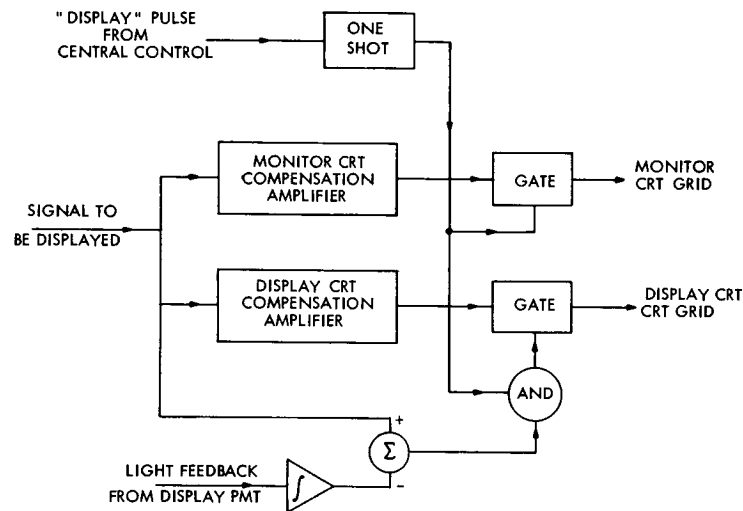 "DISPLAY" PULSE
FROM
CENTRAL CONTROL
ONE
SHOT
MONITOR CRT
COMPENSATION
AMPLIFIER
GATE
MONITOR
CRT GRID
SIGNAL TO
BE DISPLAYED
DISPLAY CRT
COMPENSATION
AMPLIFIER
GATE
DISPLAY CRT
CRT GRID
AND
+
Σ
−
LIGHT FEEDBACK
FROM DISPLAY PMT
∫